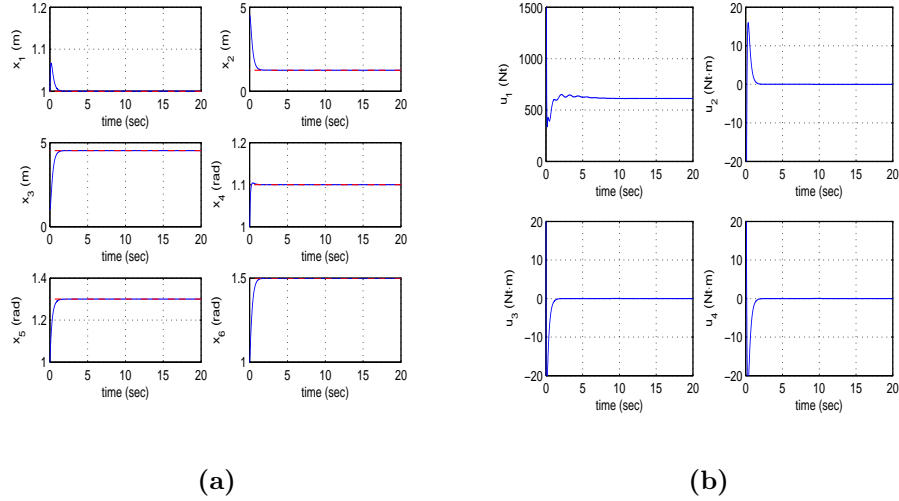 1.2
1.1
1
x1 (m)
0 5 10 15 20
time (sec)
5
0
x2 (m)
0 5 10 15 20
time (sec)
5
0
x3 (m)
0 5 10 15 20
time (sec)
1.2
1.1
1
x4 (rad)
0 5 10 15 20
time (sec)
1.4
1.2
1
x5 (rad)
0 5 10 15 20
time (sec)
1.5
1
x6 (rad)
0 5 10 15 20
time (sec)
(a)
1500
1000
500
0
u1 (Nt)
0 5 10 15 20
time (sec)
20
10
0
−10
−20
u2 (Nt·m)
0 5 10 15 20
time (sec)
20
10
0
−10
−20
u3 (Nt·m)
0 5 10 15 20
time (sec)
20
10
0
−10
−20
u4 (Nt·m)
0 5 10 15 20
time (sec)
(b)